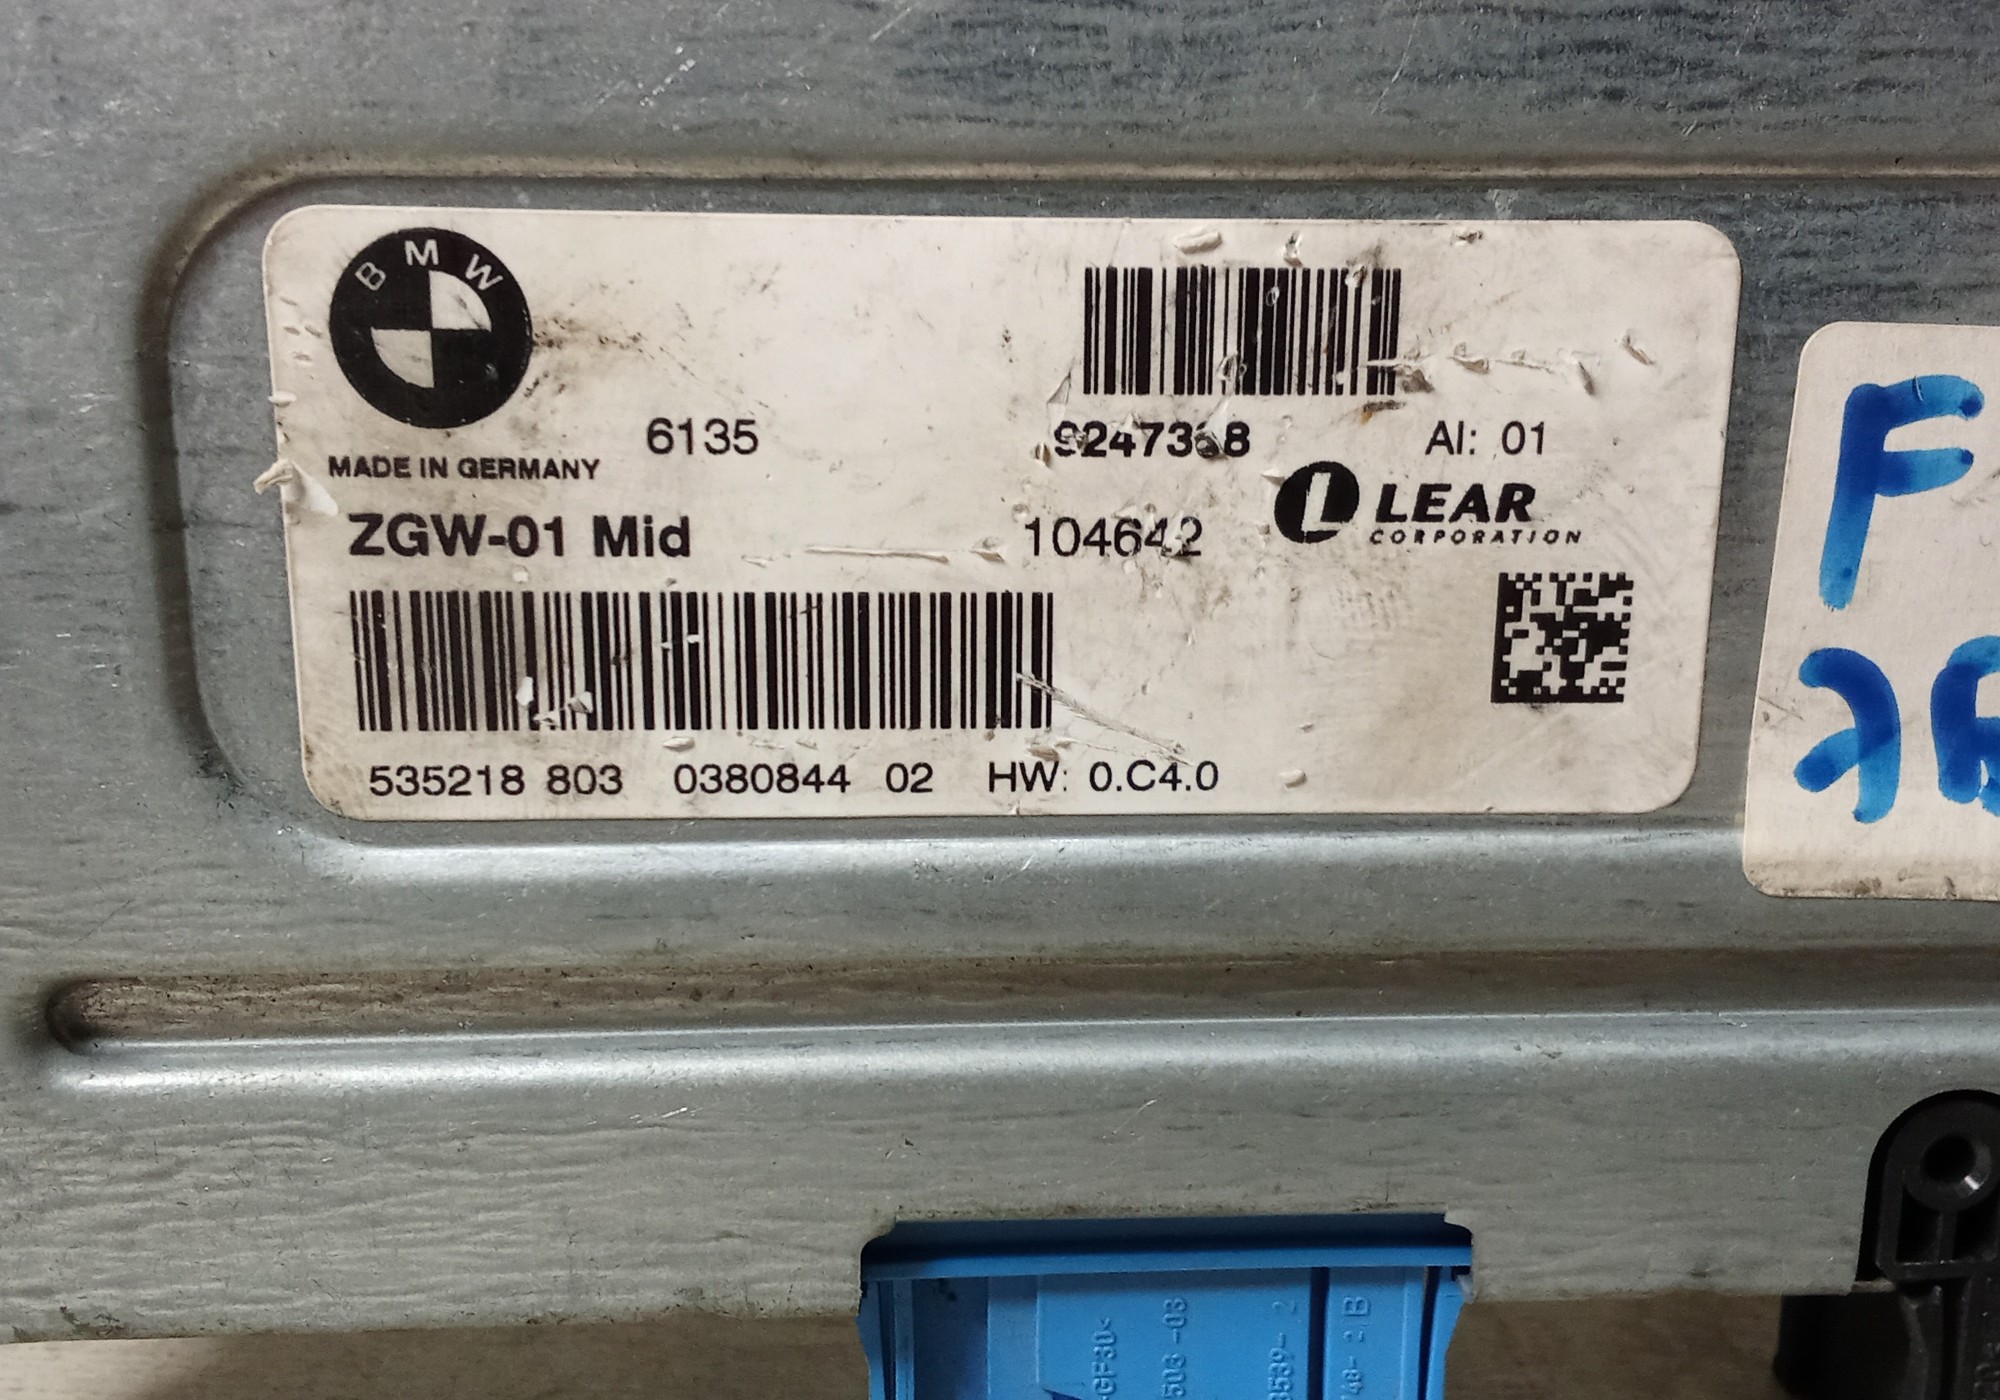 BMW
MADE IN GERMANY
6135
AI: 01
ZGW-01 Mid
104642
LEAR
CORPORATION
535218 803 0380844 02 HW: 0.C4.0
F